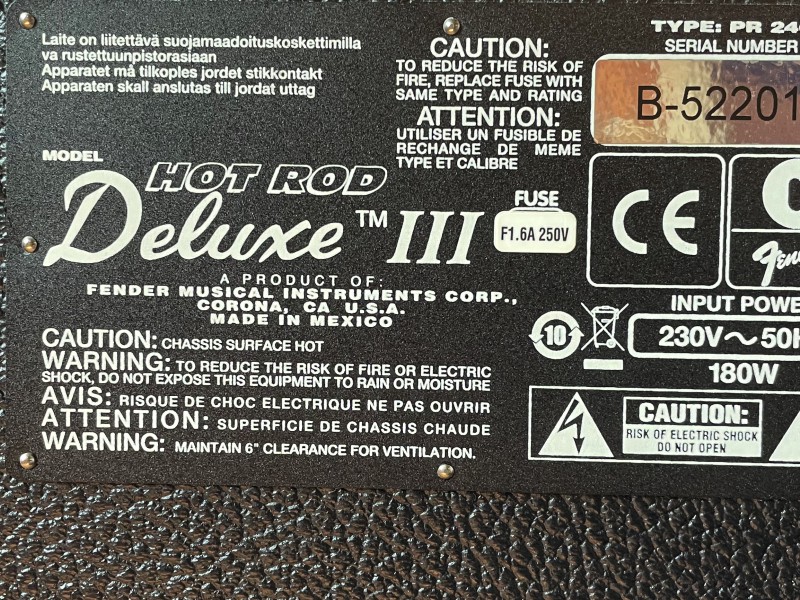 Laite on liitettävä suojamaadoituskoskettimilla
va rustettuunpistorasiaan
Apparatet må tilkoples jordet stikkontakt
Apparaten skall anslutas till jordat uttag
CAUTION:
TO REDUCE THE RISK OF
FIRE, REPLACE FUSE WITH
SAME TYPE AND RATING
ATTENTION:
UTILISER UN FUSIBLE DE
RECHANGE DE MEME
TYPE ET CALIBRE
TYPE: PR 24
SERIAL NUMBER
B-52201
MODEL
HOT ROD
Deluxe™ III
FUSE
F1.6A 250V
CE
A PRODUCT OF:
FENDER MUSICAL INSTRUMENTS CORP.,
CORONA, CA U.S.A.
MADE IN MEXICO
10
INPUT POWE
230V～50H
180W
CAUTION: CHASSIS SURFACE HOT
WARNING: TO REDUCE THE RISK OF FIRE OR ELECTRIC
SHOCK, DO NOT EXPOSE THIS EQUIPMENT TO RAIN OR MOISTURE
AVIS: RISQUE DE CHOC ELECTRIQUE NE PAS OUVRIR
ATTENTION: SUPERFICIE DE CHASSIS CHAUDE
WARNING: MAINTAIN 6" CLEARANCE FOR VENTILATION.
CAUTION:
RISK OF ELECTRIC SHOCK
DO NOT OPEN